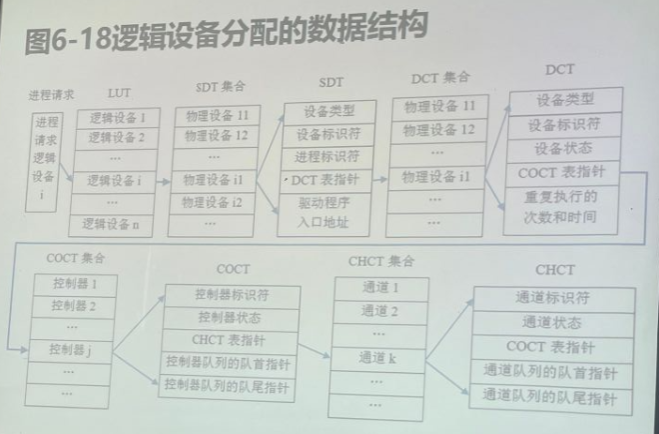 图6-18逻辑设备分配的数据结构
进程请求
LUT
SDT 集合
SDT
DCT 集合
DCT
进程
请求
逻辑
设备
i
逻辑设备 1
逻辑设备 2
...
逻辑设备 i
...
逻辑设备 n
物理设备 11
物理设备 12
...
物理设备 i1
物理设备 i2
...
设备类型
设备标识符
进程标识符
DCT 表指针
驱动程序
入口地址
物理设备 11
物理设备 12
...
物理设备 i1
...
...
设备类型
设备标识符
设备状态
COCT 表指针
重复执行的
次数和时间
COCT 集合
COCT
CHCT 集合
CHCT
控制器 1
控制器 2
...
控制器 j
...
...
控制器标识符
控制器状态
CHCT 表指针
控制器队列的队首指针
控制器队列的队尾指针
通道 1
通道 2
...
通道 k
...
...
通道标识符
通道状态
COCT 表指针
通道队列的队首指针
通道队列的队尾指针